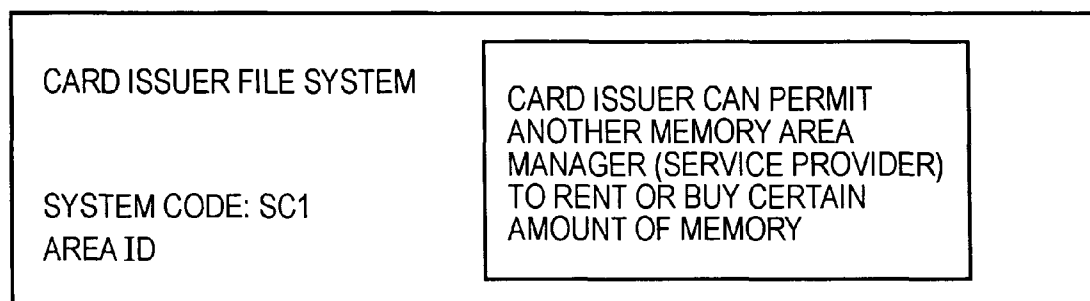 CARD ISSUER FILE SYSTEM
SYSTEM CODE: SC1
AREA ID
CARD ISSUER CAN PERMIT
ANOTHER MEMORY AREA
MANAGER (SERVICE PROVIDER)
TO RENT OR BUY CERTAIN
AMOUNT OF MEMORY